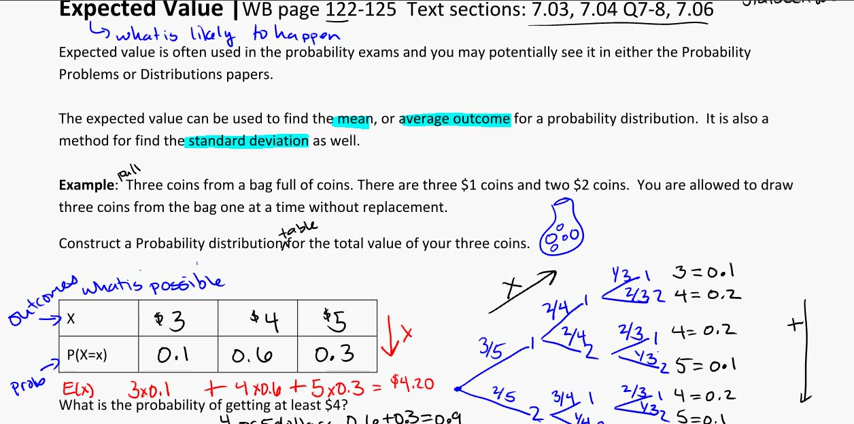 Expected Value | WB page 122-125 Text sections: 7.03, 7.04 Q7-8, 7.06
↳ what is likely to happen
Expected value is often used in the probability exams and you may potentially see it in either the Probability
Problems or Distributions papers.
The expected value can be used to find the mean, or average outcome for a probability distribution. It is also a
method for find the standard deviation as well.
pull
Example: Three coins from a bag full of coins. There are three $1 coins and two $2 coins. You are allowed to draw
three coins from the bag one at a time without replacement.
table
Construct a Probability distribution for the total value of your three coins.
outcomes what is possible
→ X $3 $4 $5
prob → P(X=x) 0.1 0.6 0.3 ↓ x
E(x) 3x0.1 + 4x0.6 + 5x0.3 = $4.20
x
3/5 1 2/4 1 1/3 1 3=0.1
2/3 2 4=0.2
2/4 2 2/3 1 4=0.2
1/3 2 5=0.1
+
2/5 2 3/4 1 2/3 1 4=0.2
1/4 1/3 2 5=0.1
What is the probability of getting at least $4?
0.6+0.3=0.9